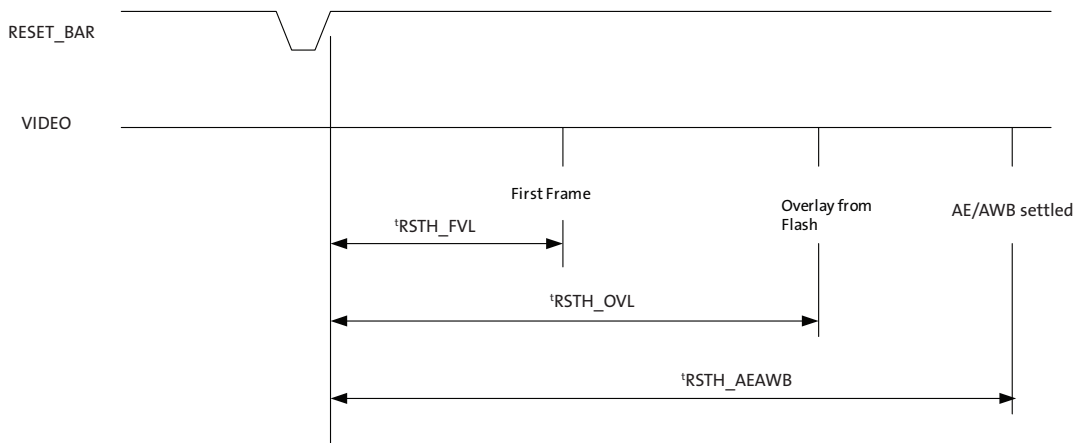 RESET_BAR
VIDEO
First Frame
Overlay from
Flash
AE/AWB settled
tRSTH_FVL
tRSTH_OVL
tRSTH_AEAWB